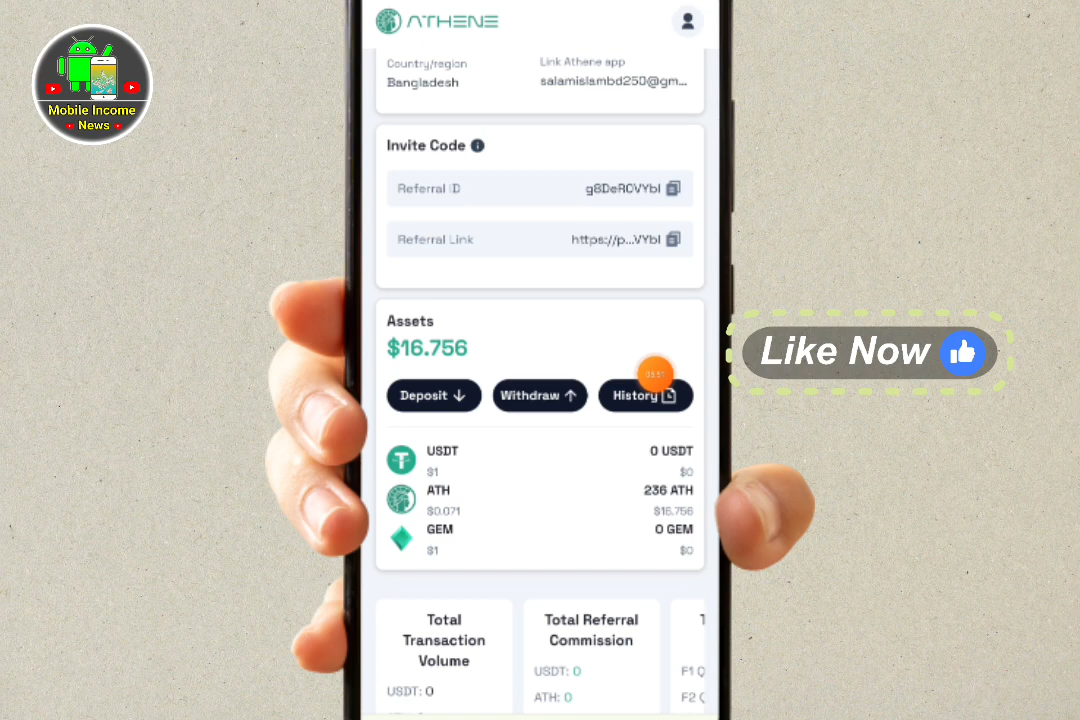 ATHENE
Mobile Income
News
Country/region
Bangladesh
Link Athene app
salamislambd250@gm...
Invite Code
Referral ID
g8DeR0VYbI
Referral Link
https://p...VYbI
Assets
$16.756
Deposit
Withdraw
History
USDT
0 USDT
$1
$0
ATH
236 ATH
$0.071
$16.756
GEM
0 GEM
$1
$0
Like Now
Total
Transaction
Volume
USDT: 0
Total Referral
Commission
USDT: 0
ATH: 0
F1
F2